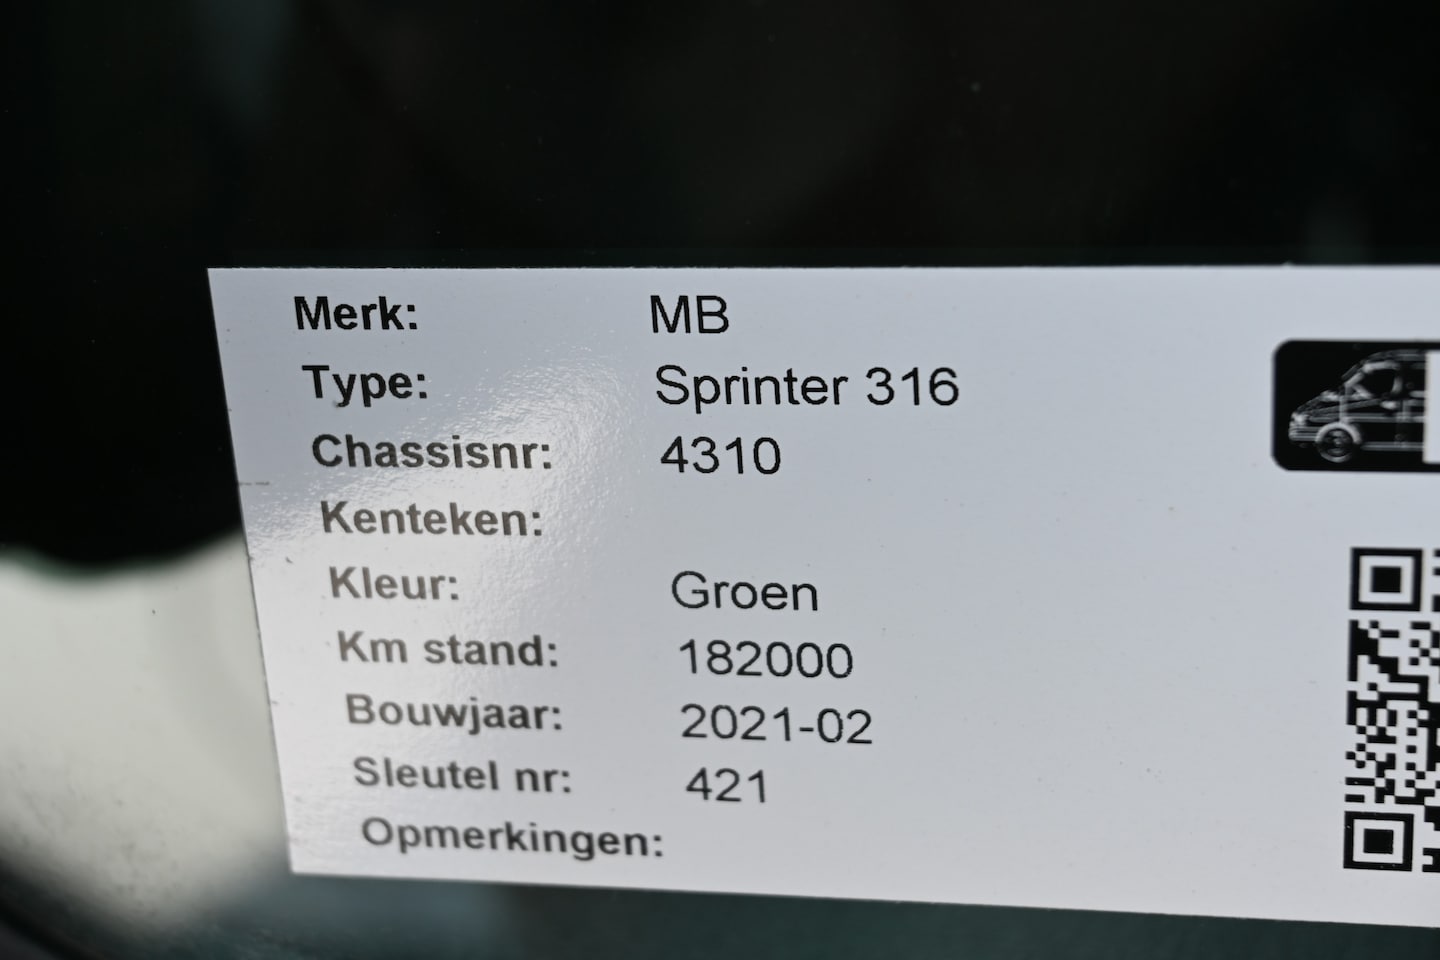 Merk: MB
Type: Sprinter 316
Chassisnr: 4310
Kenteken:
Kleur: Groen
Km stand: 182000
Bouwjaar: 2021-02
Sleutel nr: 421
Opmerkingen: